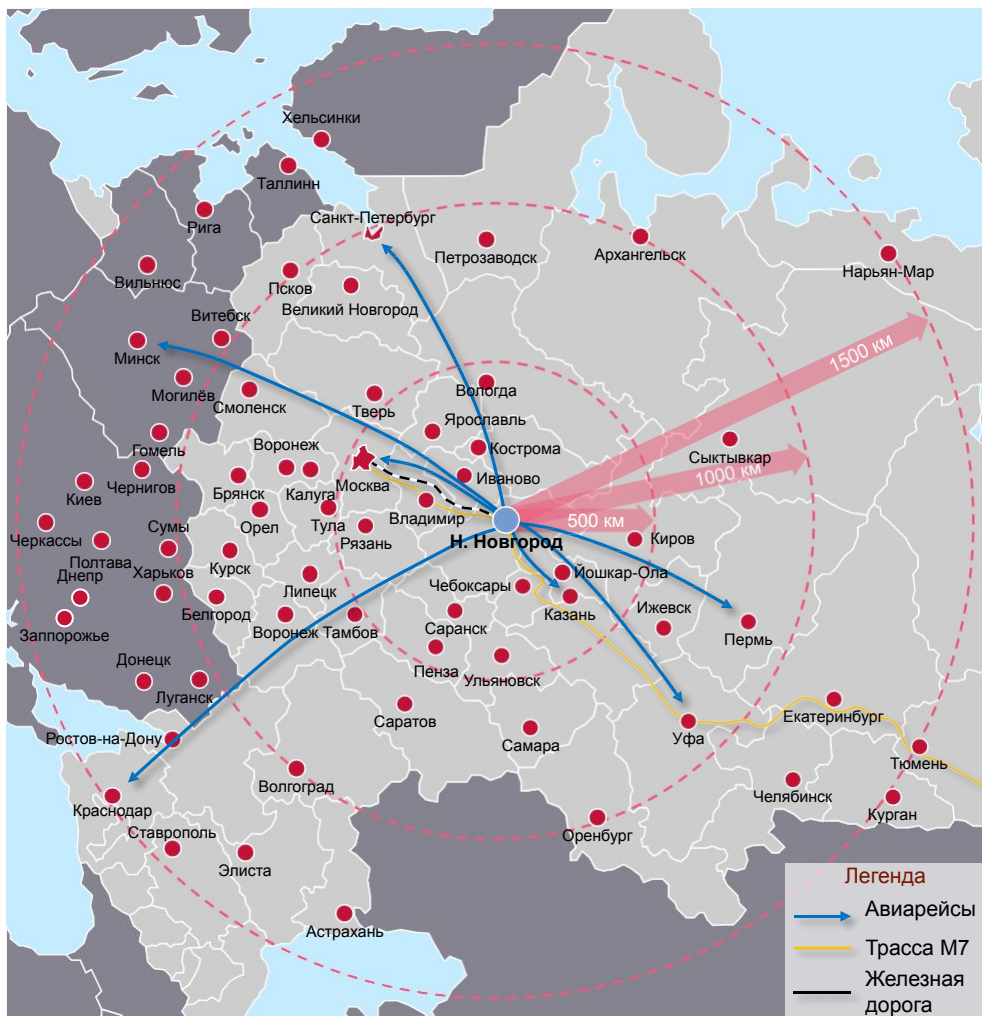 Хельсинки
Таллинн
Санкт-Петербург
Рига
Петрозаводск
Архангельск
Нарьян-Мар
Вильнюс
Псков
Великий Новгород
Витебск
Минск
1500 км
Могилёв
Смоленск
Тверь
Вологда
Ярославль
Гомель
Воронеж
Кострома
Сыктывкар
1000 км
Киев
Чернигов
Брянск
Калуга
Москва
Иваново
Владимир
500 км
Черкассы
Сумы
Орел
Тула
Рязань
Н. Новгород
Киров
Полтава
Днепр
Харьков
Курск
Липецк
Чебоксары
Йошкар-Ола
Заппорожье
Белгород
Воронеж
Тамбов
Саранск
Казань
Ижевск
Пермь
Донецк
Луганск
Пенза
Ульяновск
Саратов
Самара
Уфа
Екатеринбург
Ростов-на-Дону
Тюмень
Краснодар
Волгоград
Челябинск
Курган
Ставрополь
Оренбург
Элиста
Астрахань
Легенда
Авиарейсы
Трасса М7
Железная
дорога